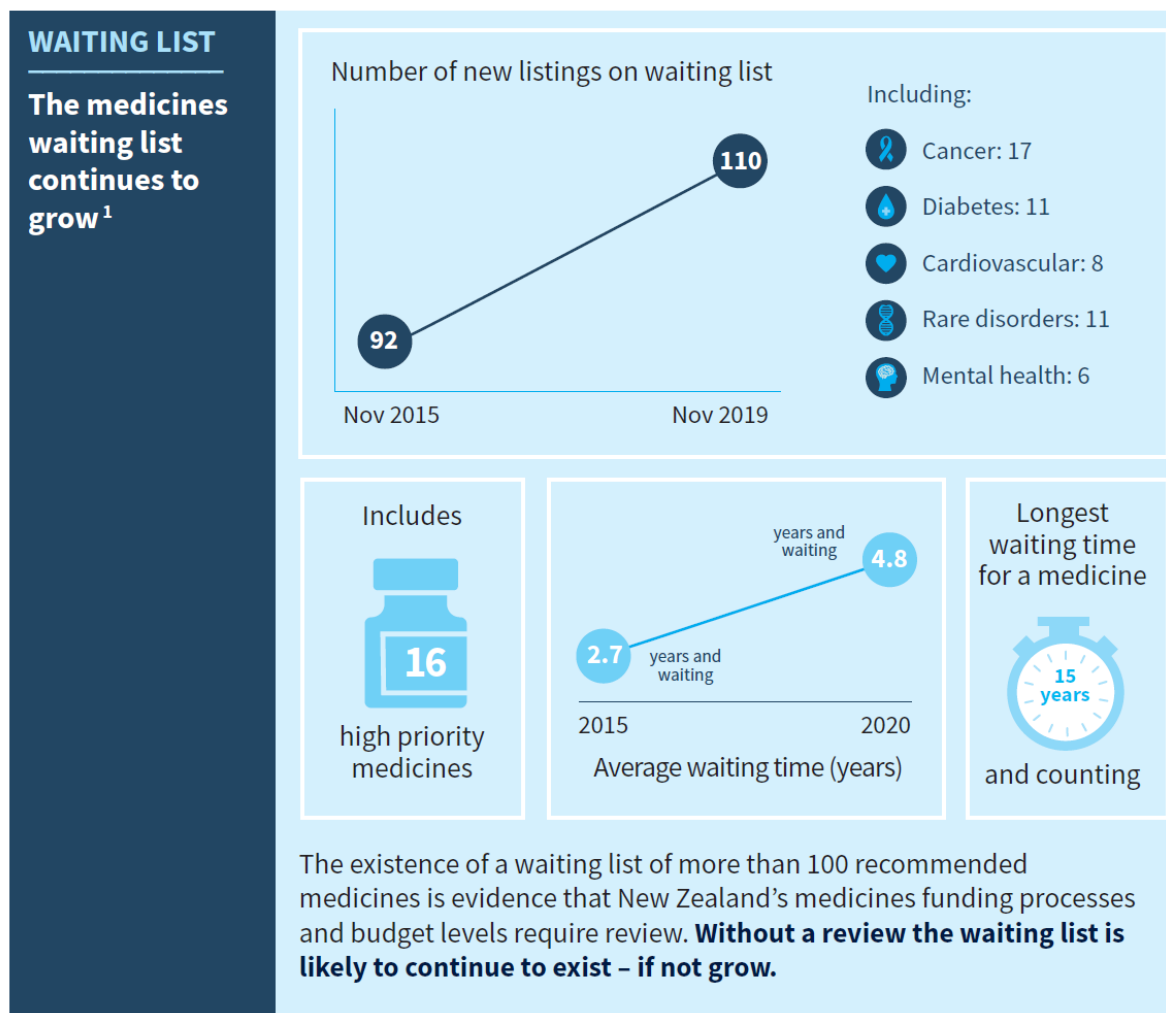 WAITING LIST
The medicines
waiting list
continues to
grow 1
Number of new listings on waiting list
110
92
Nov 2015
Nov 2019
Including:
Cancer: 17
Diabetes: 11
Cardiovascular: 8
Rare disorders: 11
Mental health: 6
Includes
16
high priority
medicines
years and
waiting
4.8
2.7
years and
waiting
2015
2020
Average waiting time (years)
Longest
waiting time
for a medicine
15
years
and counting
The existence of a waiting list of more than 100 recommended
medicines is evidence that New Zealand’s medicines funding processes
and budget levels require review. Without a review the waiting list is
likely to continue to exist – if not grow.